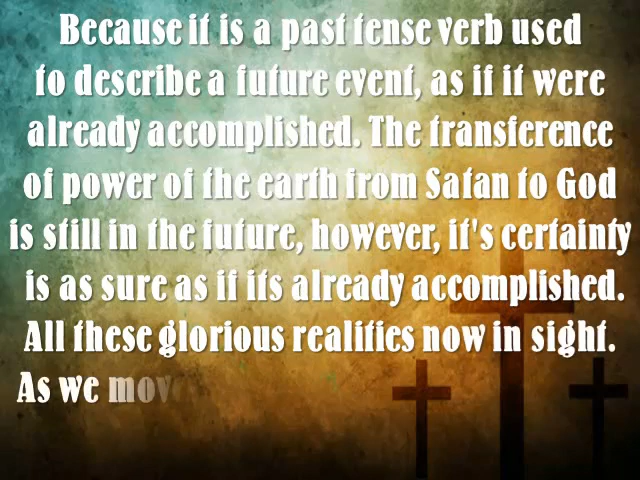 Because it is a past tense verb used
to describe a future event, as if it were
already accomplished. The transference
of power of the earth from Satan to God
is still in the future, however, it's certainty
is as sure as if its already accomplished.
All these glorious realities now in sight.
As we move